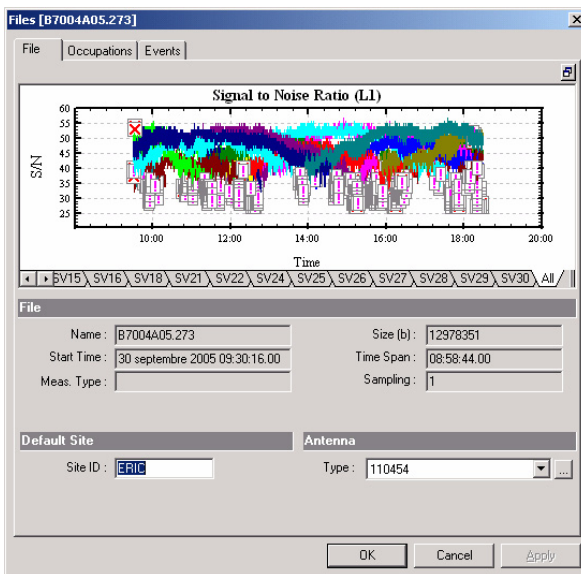 Files [B7004A05.273]
File Occupations Events
Signal to Noise Ratio (L1)
60
55
50
45
40
35
30
25
S/N
10:00 12:00 14:00 16:00 18:00 20:00
Time
SV15 SV16 SV18 SV21 SV22 SV24 SV25 SV26 SV27 SV28 SV29 SV30 All
File
Name : B7004A05.273 Size (b) : 12978351
Start Time : 30 septembre 2005 09:30:16.00 Time Span : 08:58:44.00
Meas. Type : Sampling : 1
Default Site Antenna
Site ID : ERIC Type : 110454 ...
OK Cancel Apply